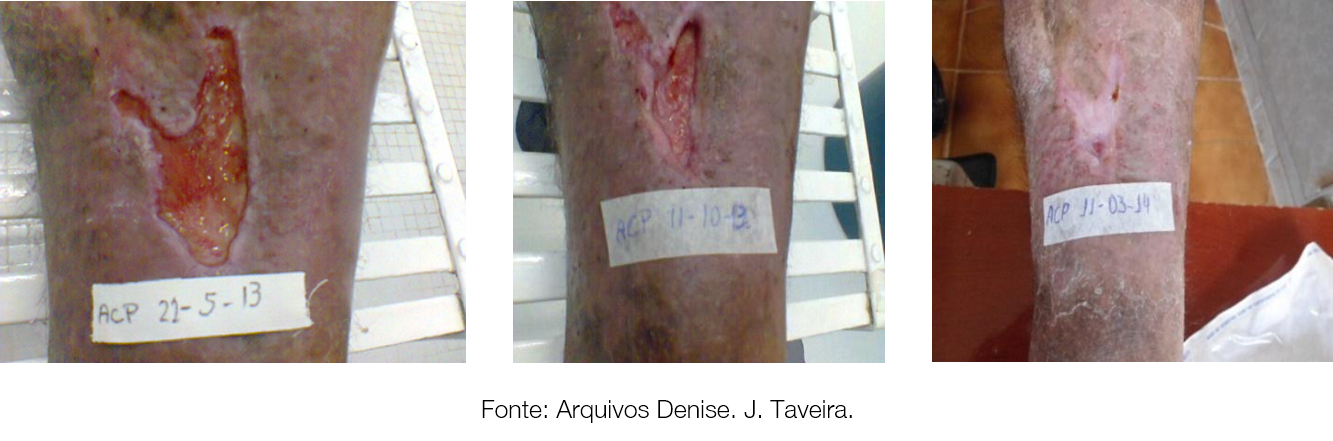 ACP 21-5-13
ACP 11-10-13
ACP 11-03-14
Fonte: Arquivos Denise. J. Taveira.